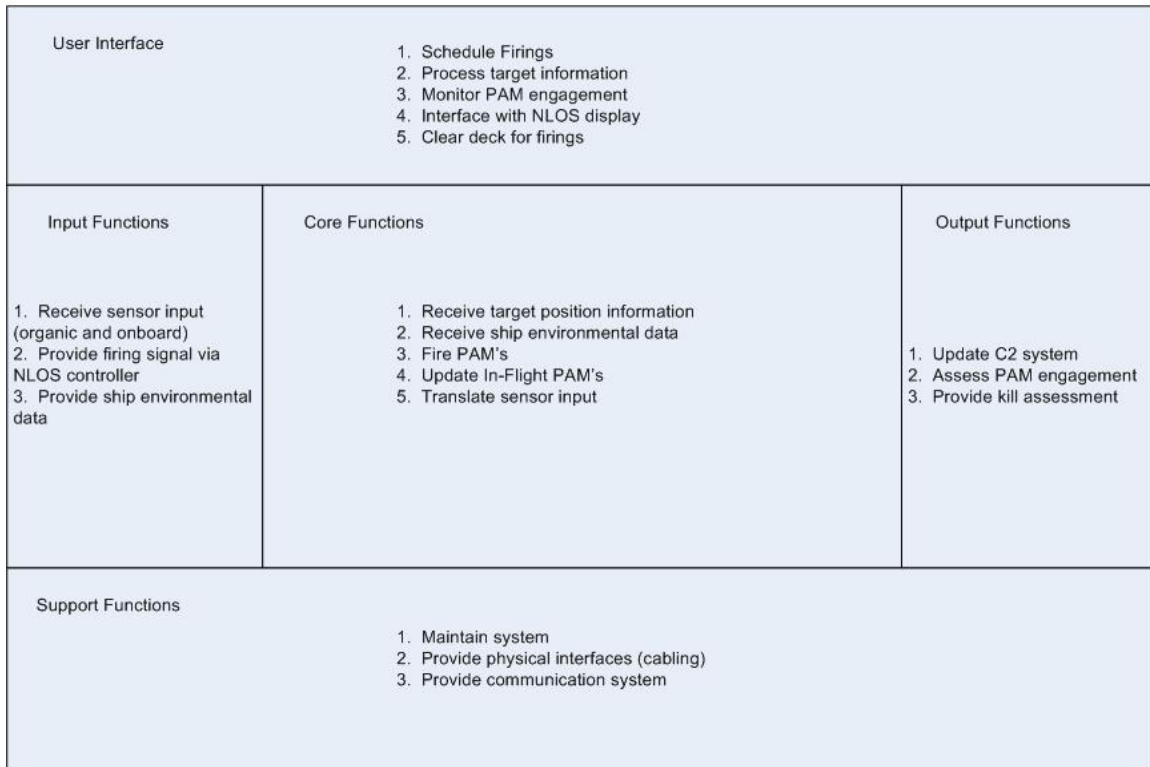 User Interface
1. Schedule Firings
2. Process target information
3. Monitor PAM engagement
4. Interface with NLOS display
5. Clear deck for firings
Input Functions
1. Receive sensor input
(organic and onboard)
2. Provide firing signal via
NLOS controller
3. Provide ship environmental
data
Core Functions
1. Receive target position information
2. Receive ship environmental data
3. Fire PAM's
4. Update In-Flight PAM's
5. Translate sensor input
Output Functions
1. Update C2 system
2. Assess PAM engagement
3. Provide kill assessment
Support Functions
1. Maintain system
2. Provide physical interfaces (cabling)
3. Provide communication system